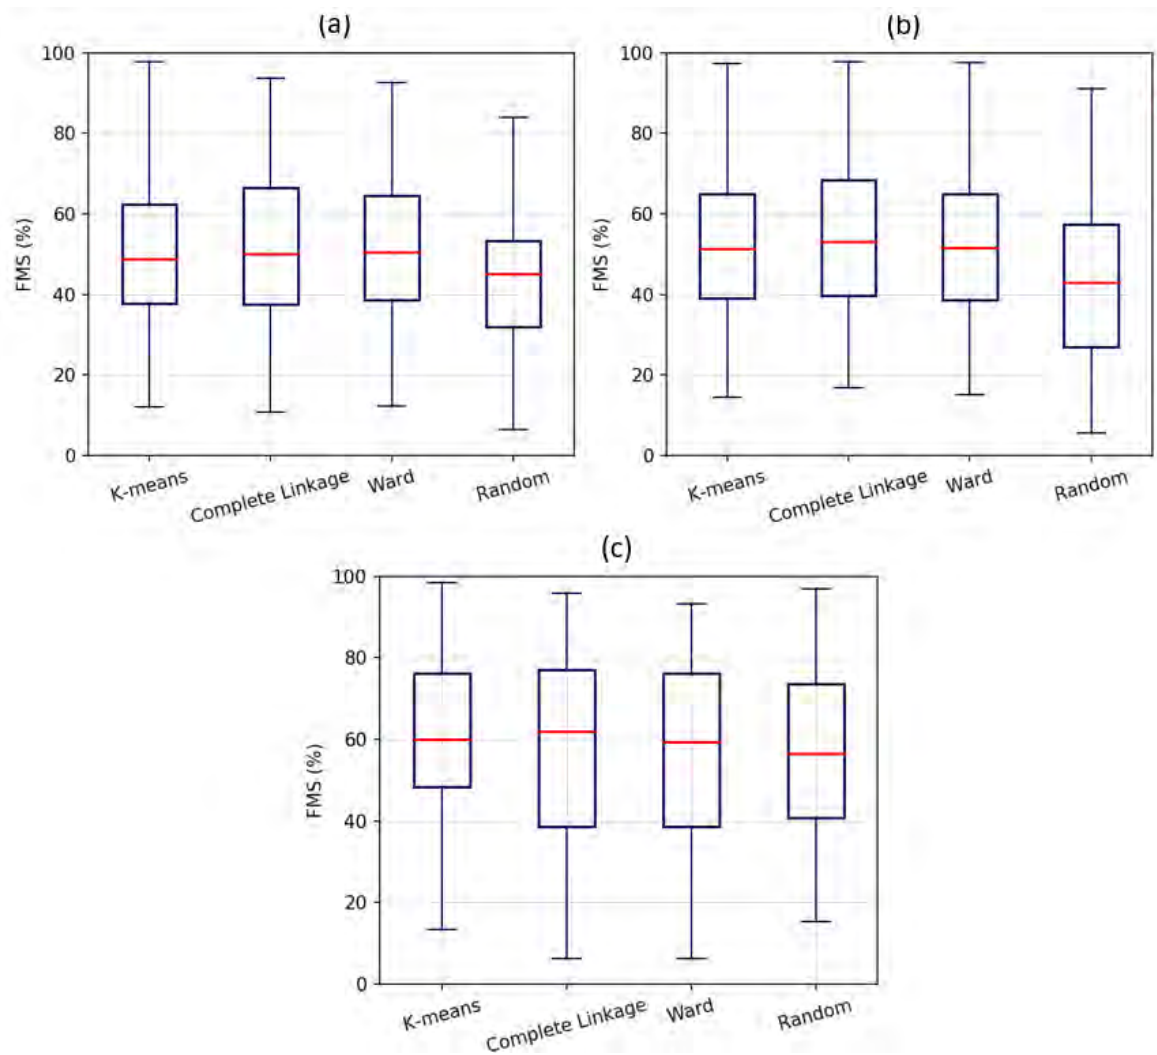 (a)
100
80
60
40
20
0
FMS (%)
K-means
Complete Linkage
Ward
Random
(b)
100
80
60
40
20
0
FMS (%)
K-means
Complete Linkage
Ward
Random
(c)
100
80
60
40
20
0
FMS (%)
K-means
Complete Linkage
Ward
Random